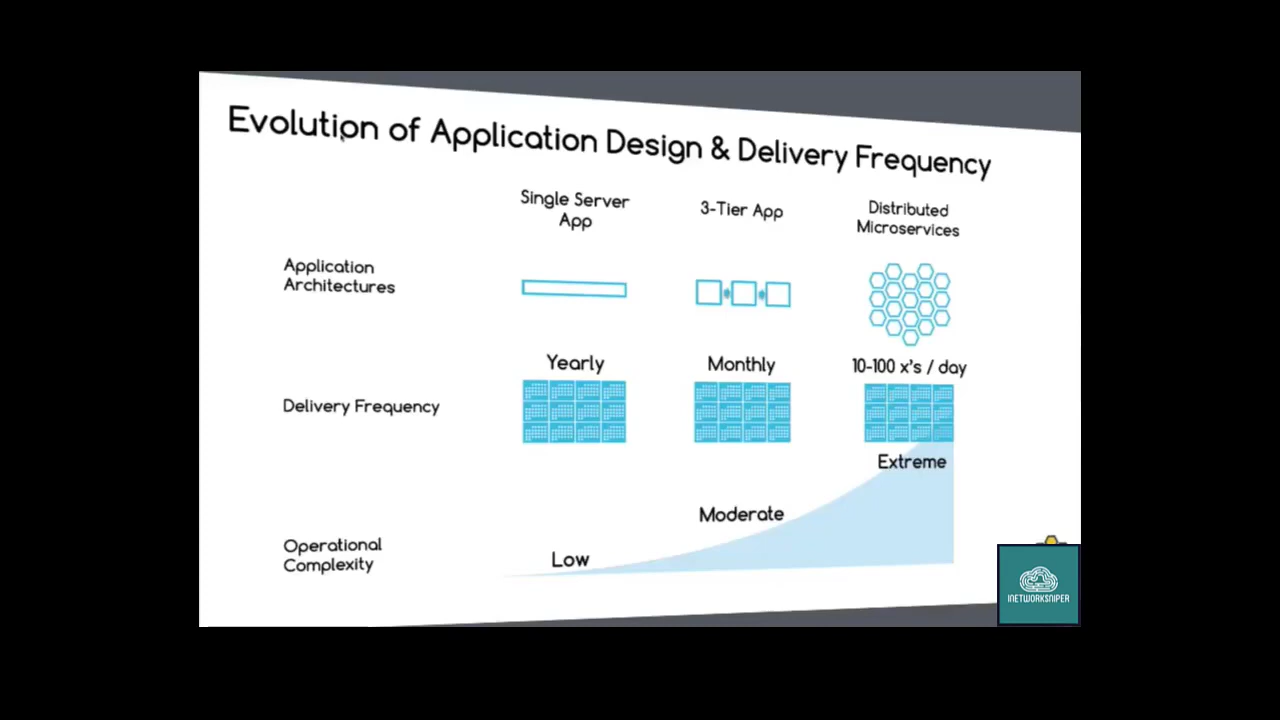 Evolution of Application Design & Delivery Frequency
Single Server
App
3-Tier App
Distributed
Microservices
Application
Architectures
Yearly
Monthly
10-100 x's / day
Delivery Frequency
Extreme
Moderate
Operational
Complexity
Low
INETWORKSNIPER